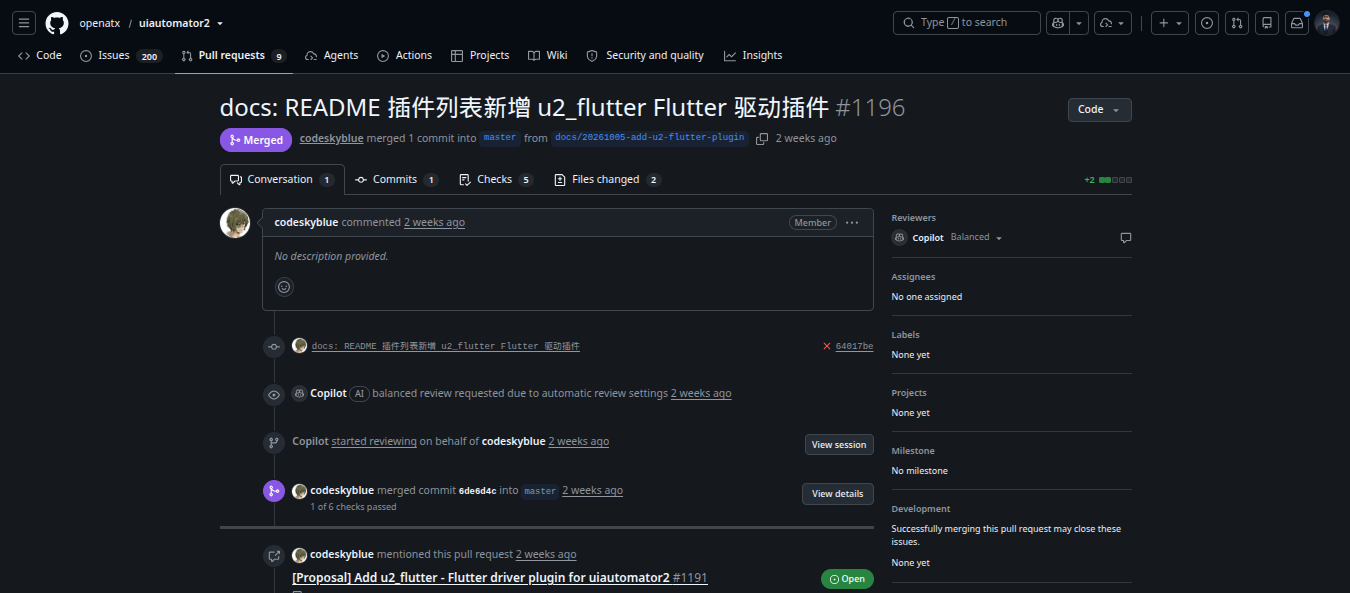 openatx / uiautomator2
Type / to search
Code
Issues 200
Pull requests 9
Agents
Actions
Projects
Wiki
Security and quality
Insights
docs: README 插件列表新增 u2_flutter Flutter 驱动插件 #1196
Code
Merged
codeskyblue merged 1 commit into master from docs/20261005-add-u2-flutter-plugin 2 weeks ago
Conversation 1
Commits 1
Checks 5
Files changed 2
+2
codeskyblue commented 2 weeks ago
Member
No description provided.
docs: README 插件列表新增 u2_flutter Flutter 驱动插件
64017be
Copilot AI balanced review requested due to automatic review settings 2 weeks ago
Copilot started reviewing on behalf of codeskyblue 2 weeks ago
View session
codeskyblue merged commit 6de6d4c into master 2 weeks ago
1 of 6 checks passed
View details
codeskyblue mentioned this pull request 2 weeks ago
[Proposal] Add u2_flutter - Flutter driver plugin for uiautomator2 #1191
Open
Reviewers
Copilot Balanced
Assignees
No one assigned
Labels
None yet
Projects
None yet
Milestone
No milestone
Development
Successfully merging this pull request may close these
issues.
None yet